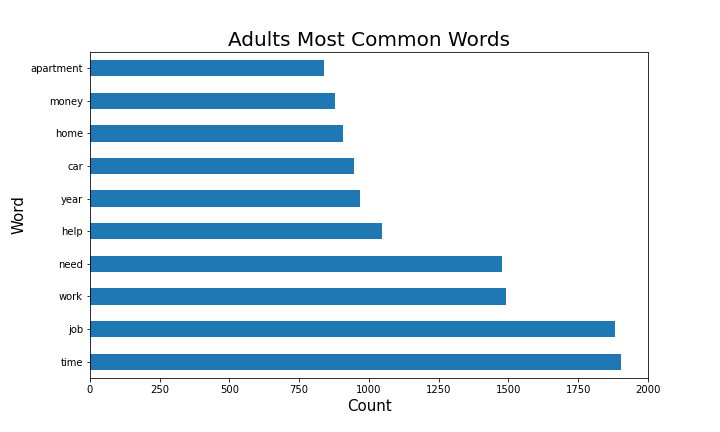 Adults Most Common Words
apartment
money
home
car
year
help
need
work
job
time
Word
0 250 500 750 1000 1250 1500 1750 2000
Count